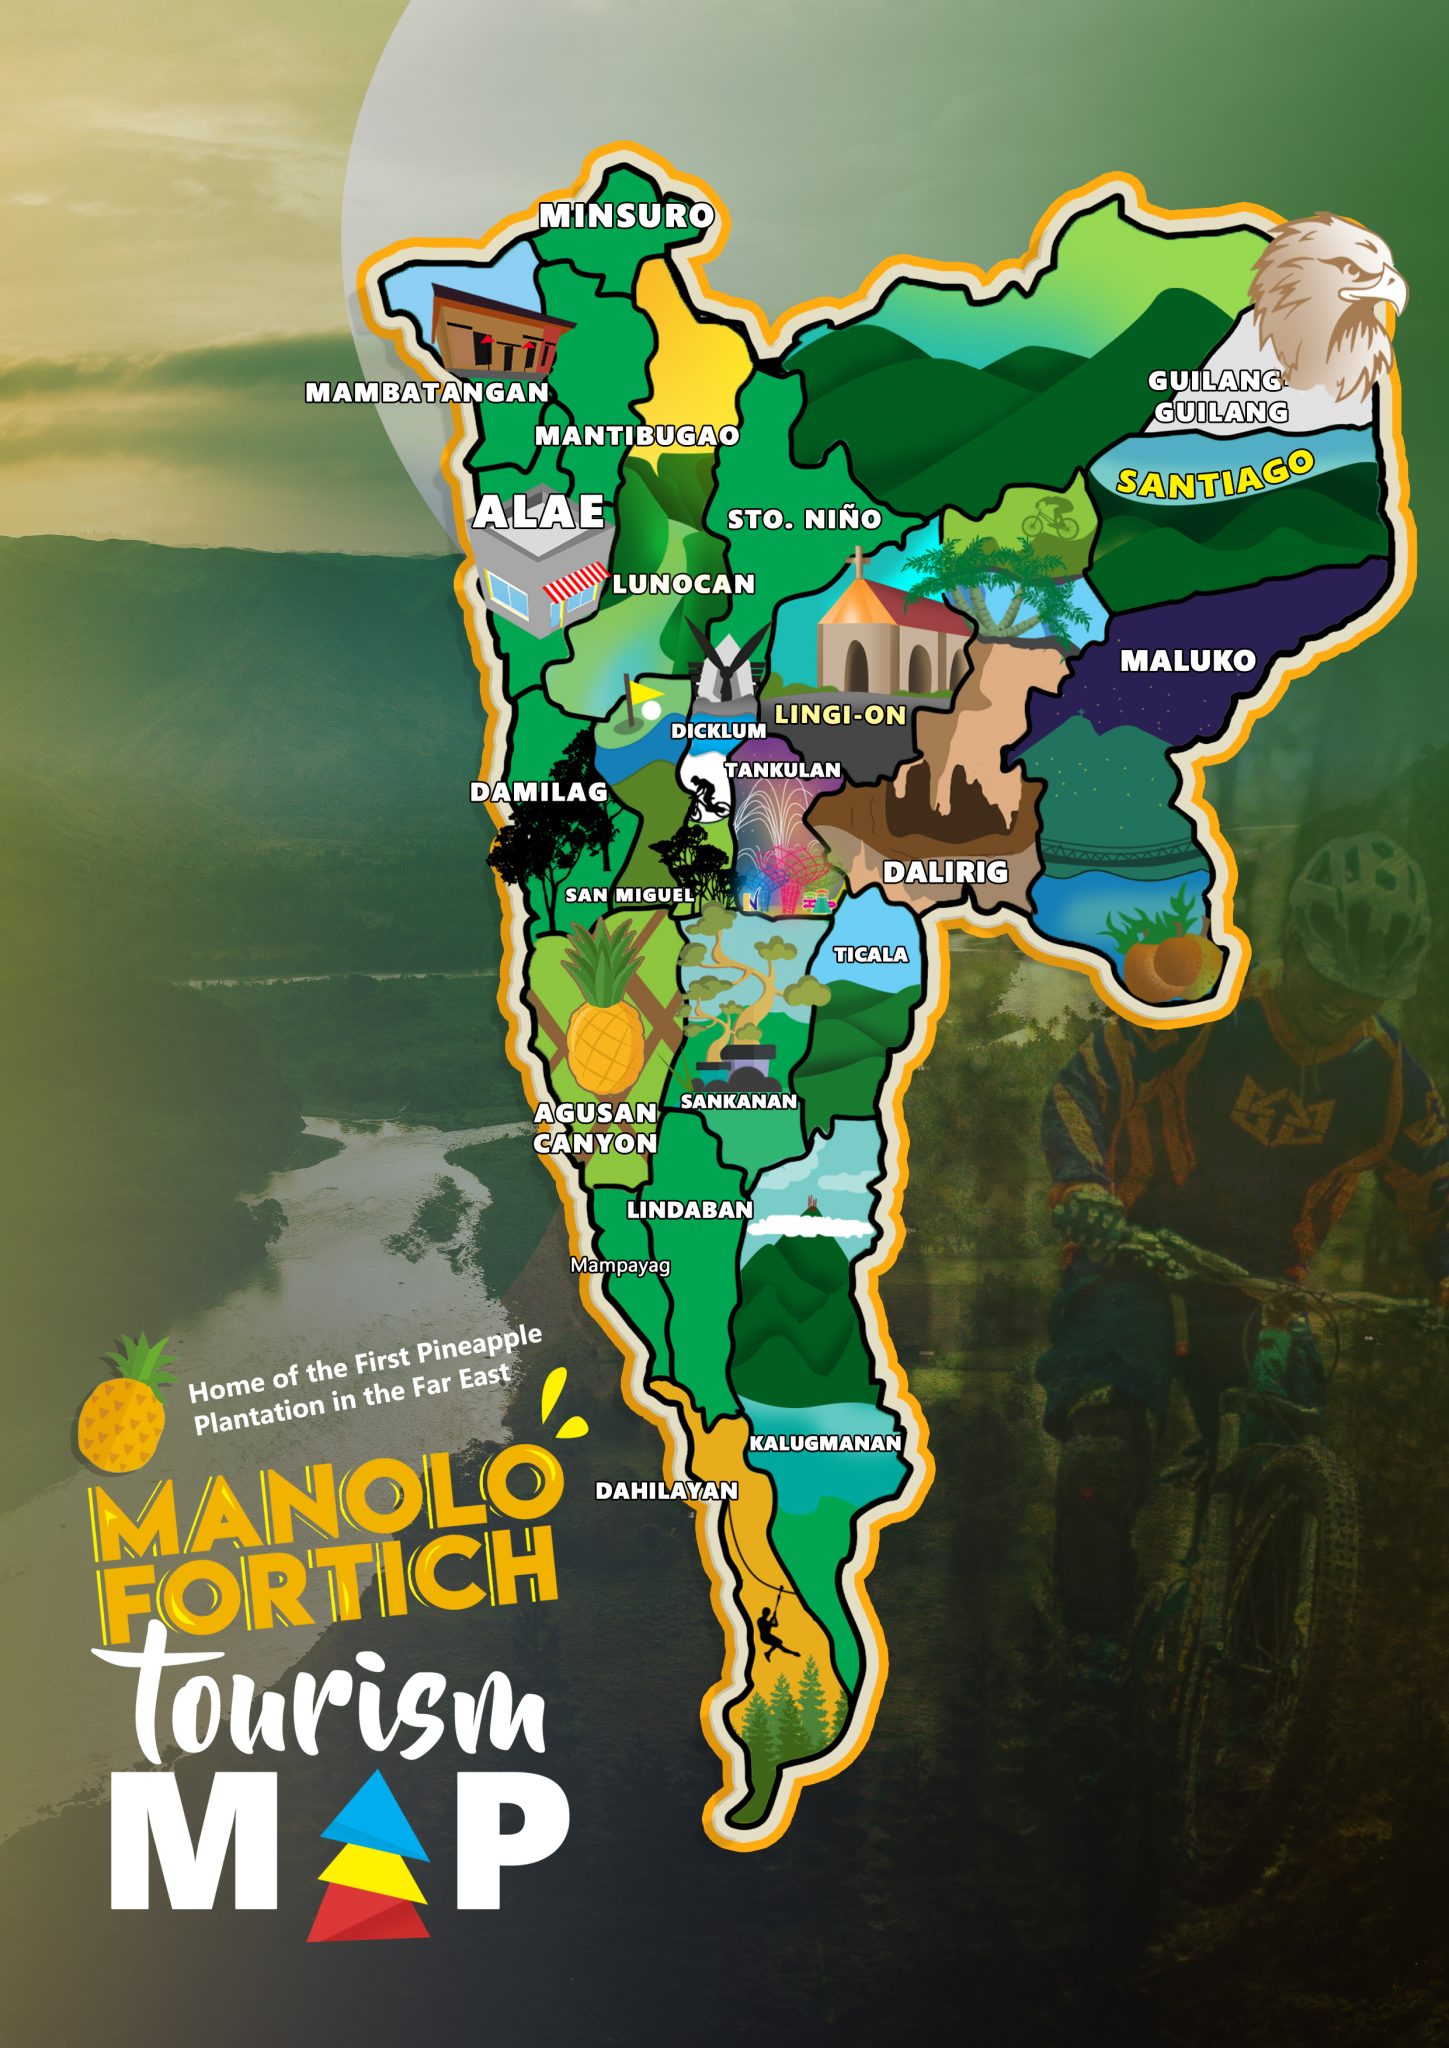 MINSURO
MAMBATANGAN
GUILANG-
GUILANG
MANTIBUGAO
SANTIAGO
ALAE
STO. NIÑO
LUNOCAN
MALUKO
LINGI-ON
DICKLUM
TANKULAN
DAMILAG
DALIRIG
SAN MIGUEL
TICALA
SANKANAN
AGUSAN
CANYON
LINDABAN
Mampayag
KALUGMANAN
DAHILAYAN
Home of the First Pineapple
Plantation in the Far East
MANOLO
FORTICH
tourism
MAP